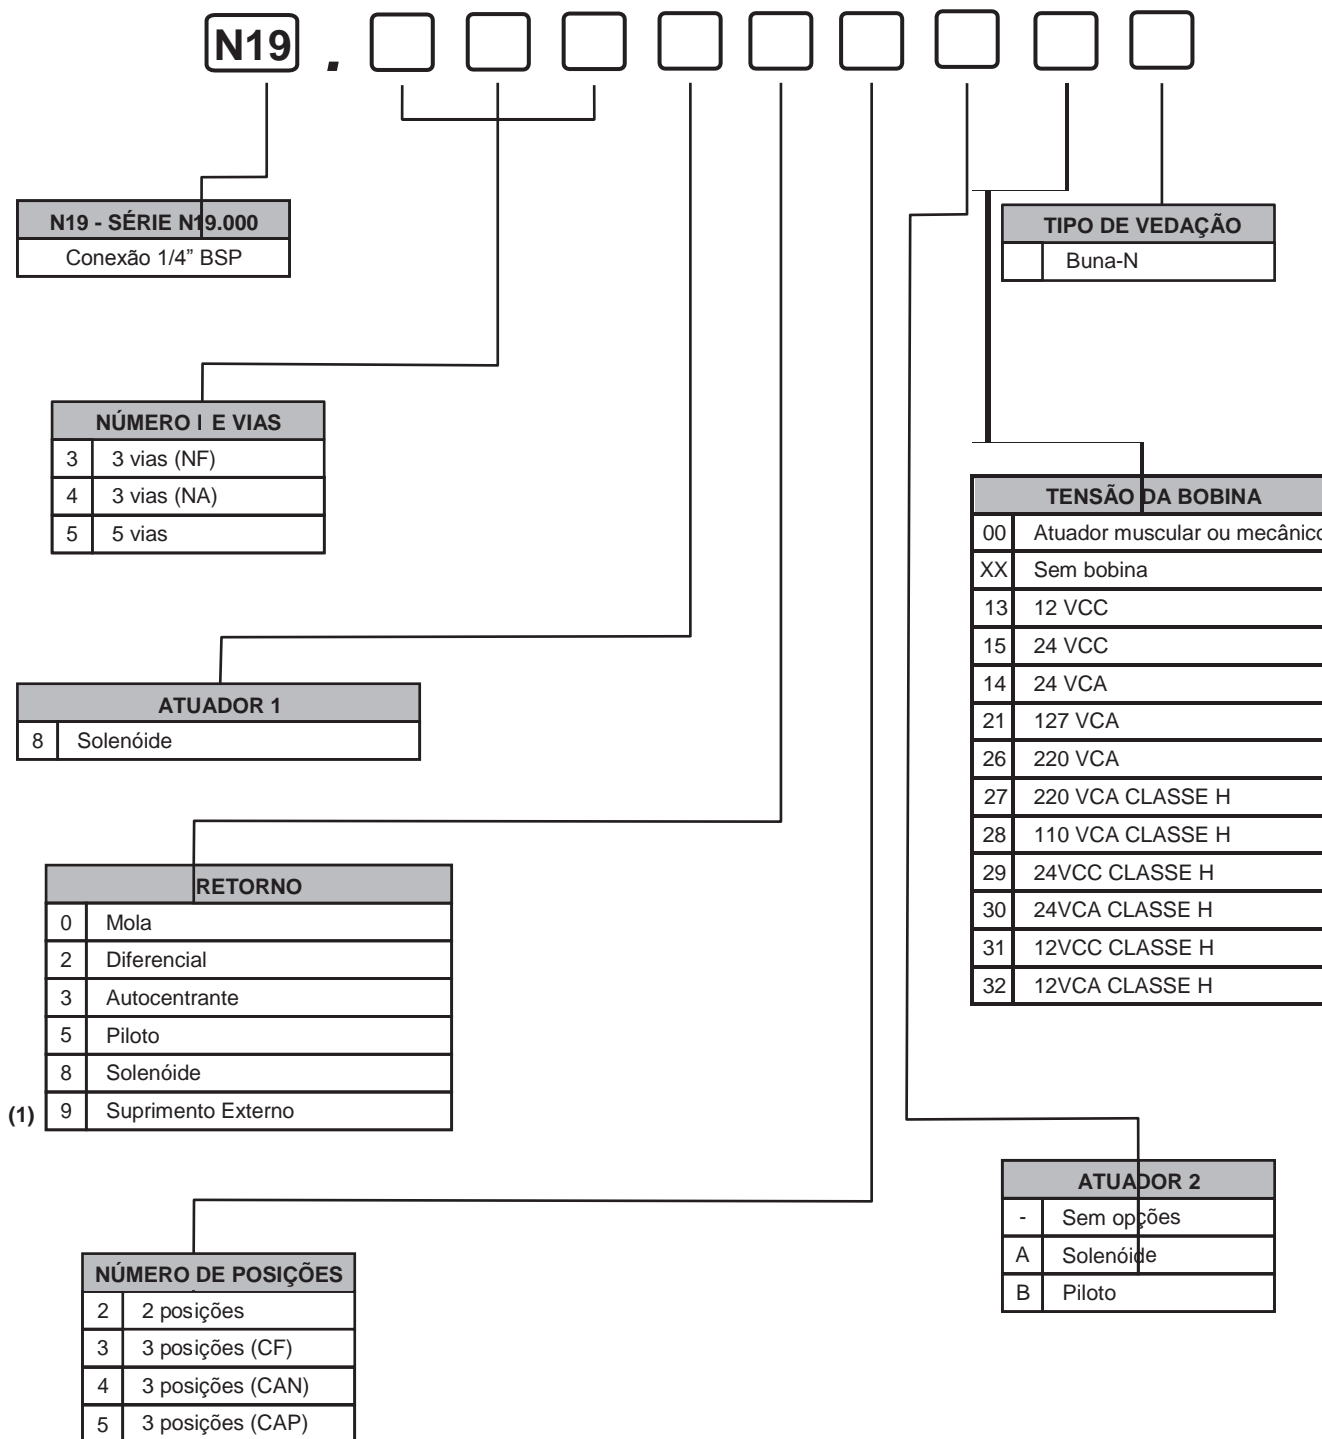 N19 .
N19 - SÉRIE N19.000
Conexão 1/4” BSP
TIPO DE VEDAÇÃO
Buna-N
NÚMERO I E VIAS
3 3 vias (NF)
4 3 vias (NA)
5 5 vias
TENSÃO DA BOBINA
00 Atuador muscular ou mecânico
XX Sem bobina
13 12 VCC
15 24 VCC
14 24 VCA
21 127 VCA
26 220 VCA
27 220 VCA CLASSE H
28 110 VCA CLASSE H
29 24VCC CLASSE H
30 24VCA CLASSE H
31 12VCC CLASSE H
32 12VCA CLASSE H
ATUADOR 1
8 Solenóide
RETORNO
0 Mola
2 Diferencial
3 Autocentrante
5 Piloto
8 Solenóide
(1) 9 Suprimento Externo
ATUADOR 2
- Sem opções
A Solenóide
B Piloto
NÚMERO DE POSIÇÕES
2 2 posições
3 3 posições (CF)
4 3 posições (CAN)
5 3 posições (CAP)